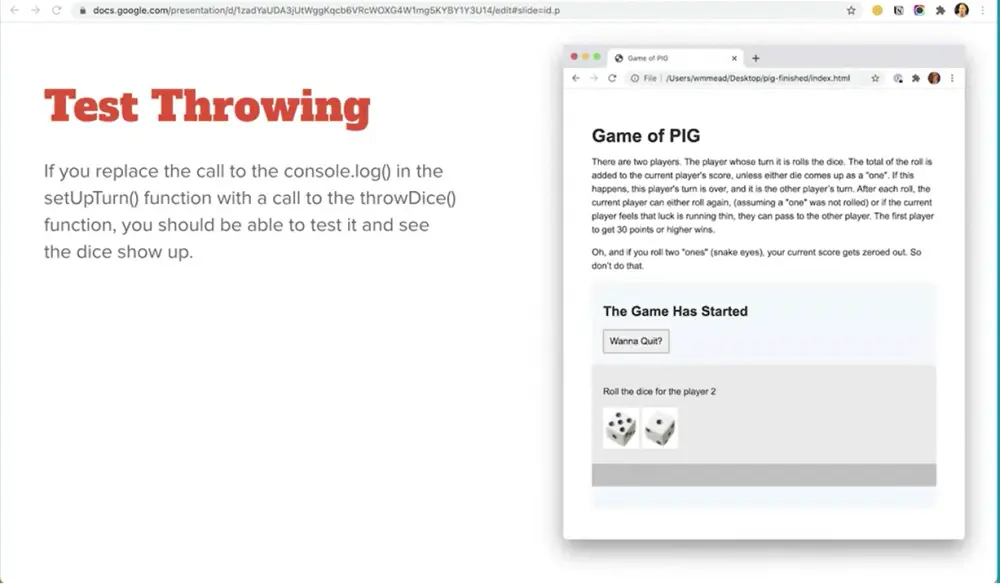 docs.google.com/presentation/d/1zadYaUDA3jUtWggKqcb6VRcWOXG4W1mg5KYBY1Y3U14/edit#slide=id.p
Test Throwing
If you replace the call to the console.log() in the
setUpTurn() function with a call to the throwDice()
function, you should be able to test it and see
the dice show up.
Game of PIG
File | /Users/wmmead/Desktop/pig-finished/index.html
Game of PIG
There are two players. The player whose turn it is rolls the dice. The total of the roll is
added to the current player's score, unless either die comes up as a "one". If this
happens, this player's turn is over, and it is the other player's turn. After each roll, the
current player can either roll again, (assuming a "one" was not rolled) or if the current
player feels that luck is running thin, they can pass to the other player. The first player
to get 30 points or higher wins.
Oh, and if you roll two "ones" (snake eyes), your current score gets zeroed out. So
don't do that.
The Game Has Started
Wanna Quit?
Roll the dice for the player 2